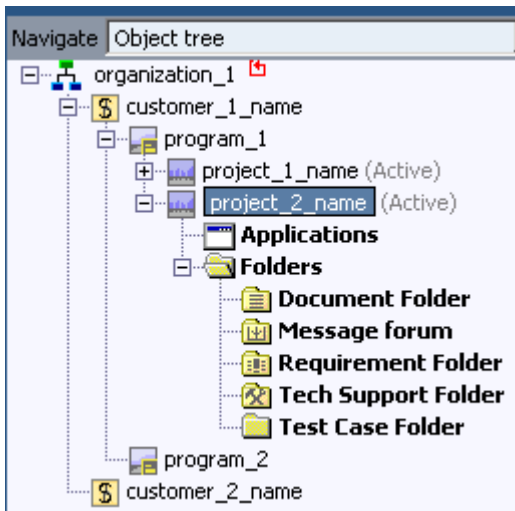 Navigate Object tree
organization_1
customer_1_name
program_1
project_1_name (Active)
project_2_name (Active)
Applications
Folders
Document Folder
Message forum
Requirement Folder
Tech Support Folder
Test Case Folder
program_2
customer_2_name